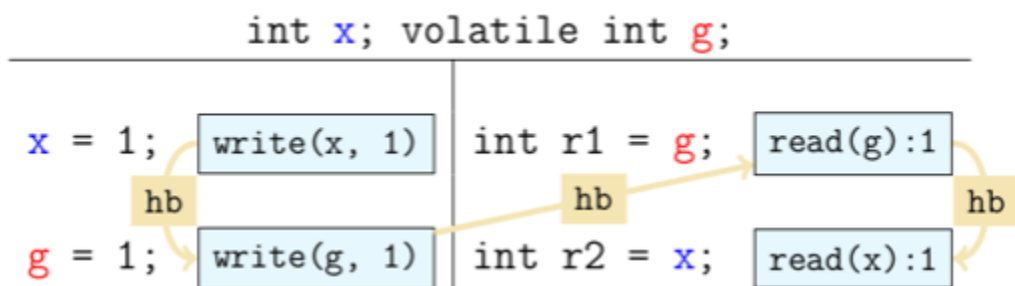 int x; volatile int g;
x = 1; write(x, 1) int r1 = g; read(g):1
hb hb hb
g = 1; write(g, 1) int r2 = x; read(x):1